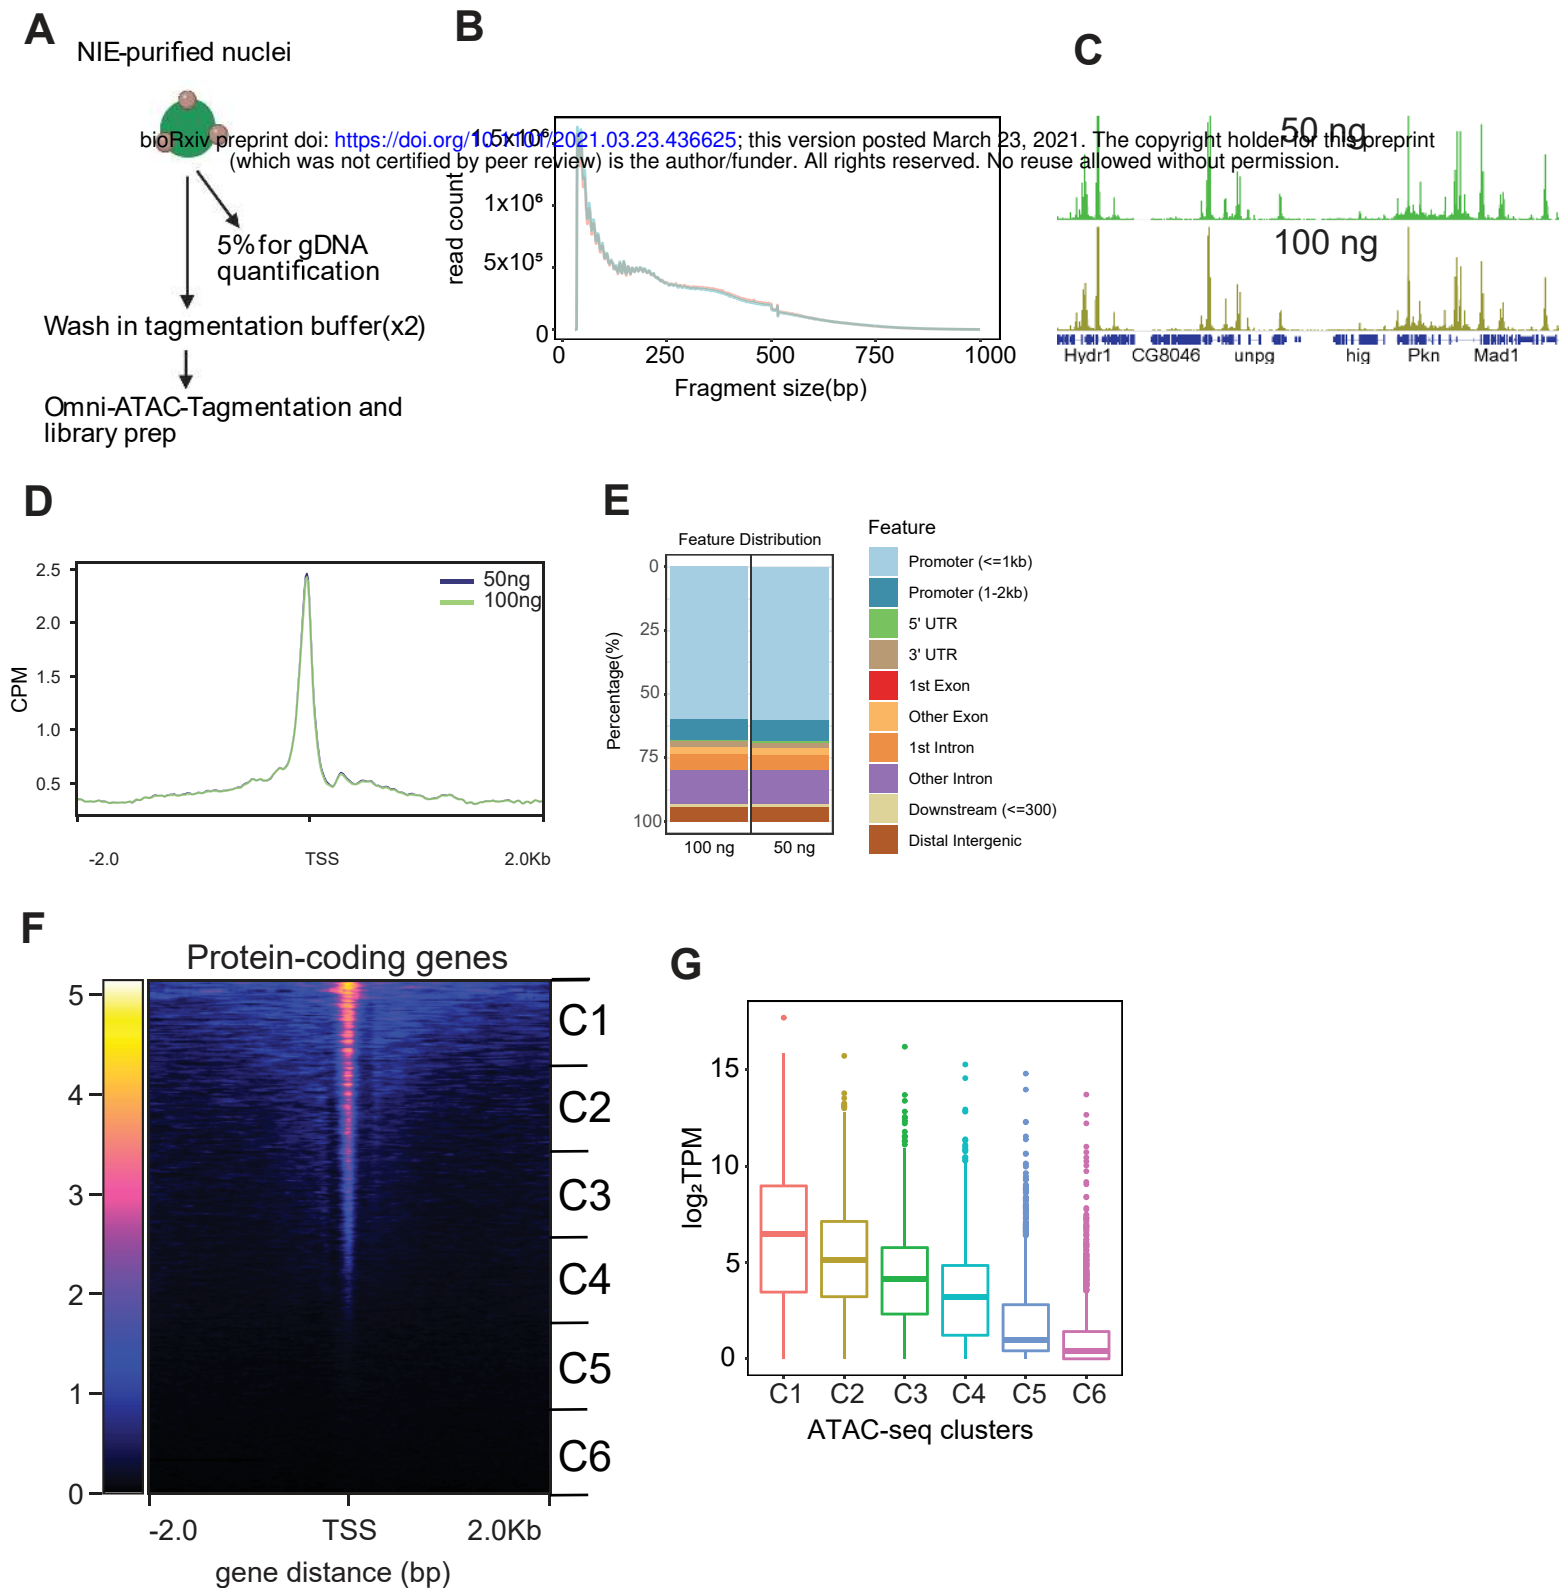 A
NIE-purified nuclei
5% for gDNA
quantification
Wash in tagmentation buffer(x2)
Omni-ATAC-Tagmentation and
library prep
bioRxiv preprint doi: https://doi.org/10.1101/2021.03.23.436625; this version posted March 23, 2021. The copyright holder for this preprint
(which was not certified by peer review) is the author/funder. All rights reserved. No reuse allowed without permission.
B
read count
1.5x10⁶
1x10⁶
5x10⁵
0
0 250 500 750 1000
Fragment size(bp)
C
50 ng
100 ng
Hydr1 CG8046 unpg hig Pkn Mad1
D
CPM
2.5
2.0
1.5
1.0
0.5
50ng
100ng
-2.0 TSS 2.0Kb
E
Feature Distribution
Percentage(%)
0
25
50
75
100
100 ng 50 ng
Feature
Promoter (<=1kb)
Promoter (1-2kb)
5' UTR
3' UTR
1st Exon
Other Exon
1st Intron
Other Intron
Downstream (<=300)
Distal Intergenic
F
Protein-coding genes
5
4
3
2
1
0
C1
C2
C3
C4
C5
C6
-2.0 TSS 2.0Kb
gene distance (bp)
G
log₂TPM
15
10
5
0
C1 C2 C3 C4 C5 C6
ATAC-seq clusters